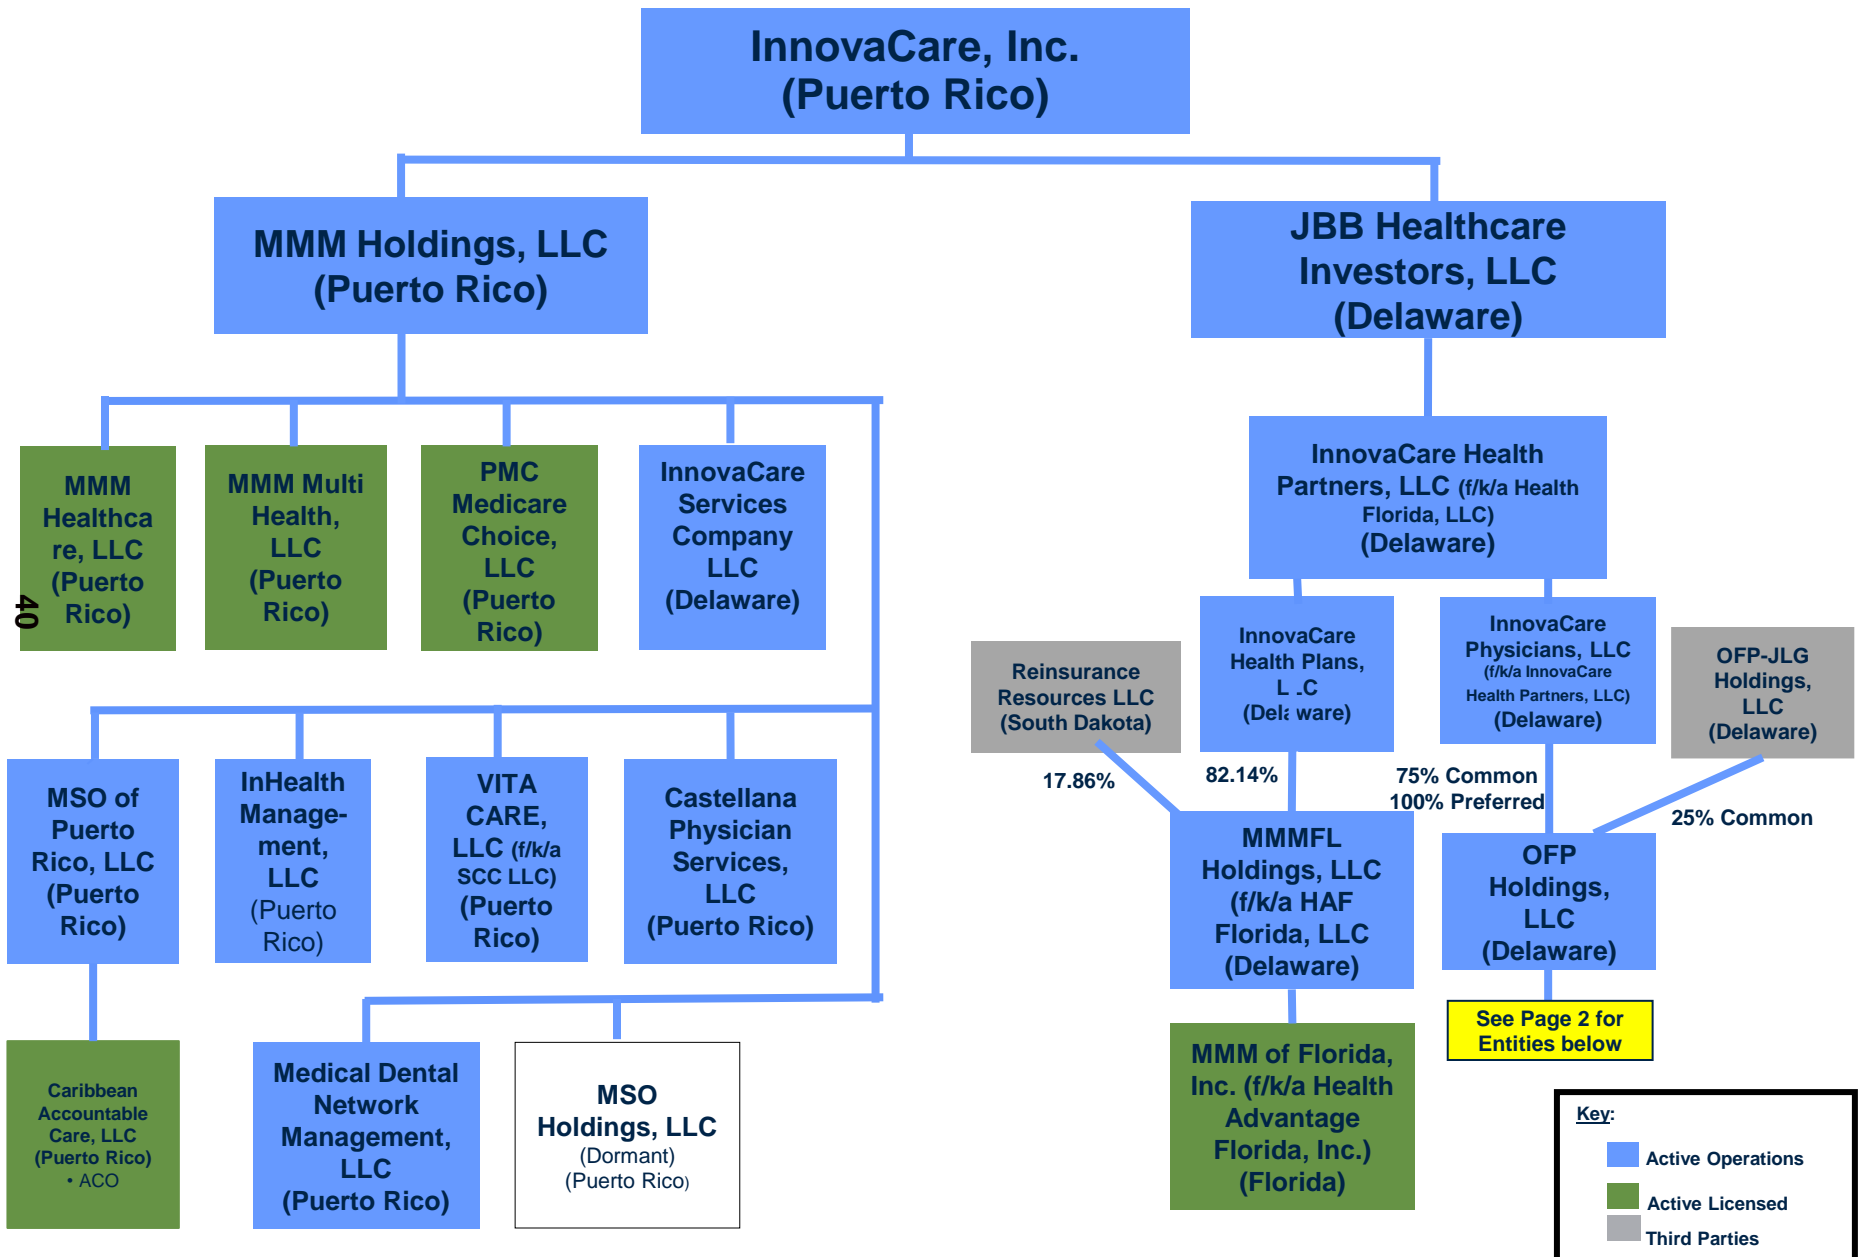 InnovaCare, Inc.
(Puerto Rico)
MMM Holdings, LLC
(Puerto Rico)
JBB Healthcare
Investors, LLC
(Delaware)
MMM
Healthca
re, LLC
(Puerto
Rico)
MMM Multi
Health,
LLC
(Puerto
Rico)
PMC
Medicare
Choice,
LLC
(Puerto
Rico)
InnovaCare
Services
Company
LLC
(Delaware)
InnovaCare Health
Partners, LLC (f/k/a Health
Florida, LLC)
(Delaware)
40
Reinsurance
Resources LLC
(South Dakota)
InnovaCare
Health Plans,
LLC
(Delaware)
InnovaCare
Physicians, LLC
(f/k/a InnovaCare
Health Partners, LLC)
(Delaware)
OFP-JLG
Holdings,
LLC
(Delaware)
17.86%
82.14%
75% Common
100% Preferred
25% Common
MSO of
Puerto
Rico, LLC
(Puerto
Rico)
InHealth
Manage-
ment,
LLC
(Puerto
Rico)
VITA
CARE,
LLC (f/k/a
SCC LLC)
(Puerto
Rico)
Castellana
Physician
Services,
LLC
(Puerto Rico)
MMMFL
Holdings, LLC
(f/k/a HAF
Florida, LLC
(Delaware)
OFP
Holdings,
LLC
(Delaware)
See Page 2 for
Entities below
Caribbean
Accountable
Care, LLC
(Puerto Rico)
• ACO
Medical Dental
Network
Management,
LLC
(Puerto Rico)
MSO
Holdings, LLC
(Dormant)
(Puerto Rico)
MMM of Florida,
Inc. (f/k/a Health
Advantage
Florida, Inc.)
(Florida)
Key:
Active Operations
Active Licensed
Third Parties